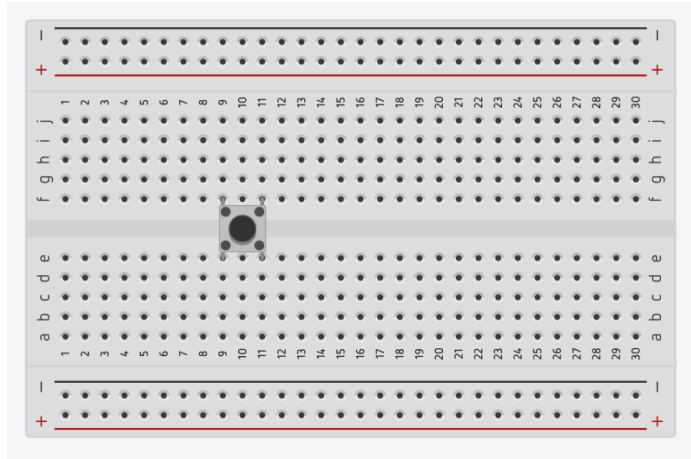 − −
+ +
1 2 3 4 5 6 7 8 9 10 11 12 13 14 15 16 17 18 19 20 21 22 23 24 25 26 27 28 29 30
j j
i i
h h
g g
f f
e e
d d
c c
b b
a a
1 2 3 4 5 6 7 8 9 10 11 12 13 14 15 16 17 18 19 20 21 22 23 24 25 26 27 28 29 30
− −
+ +